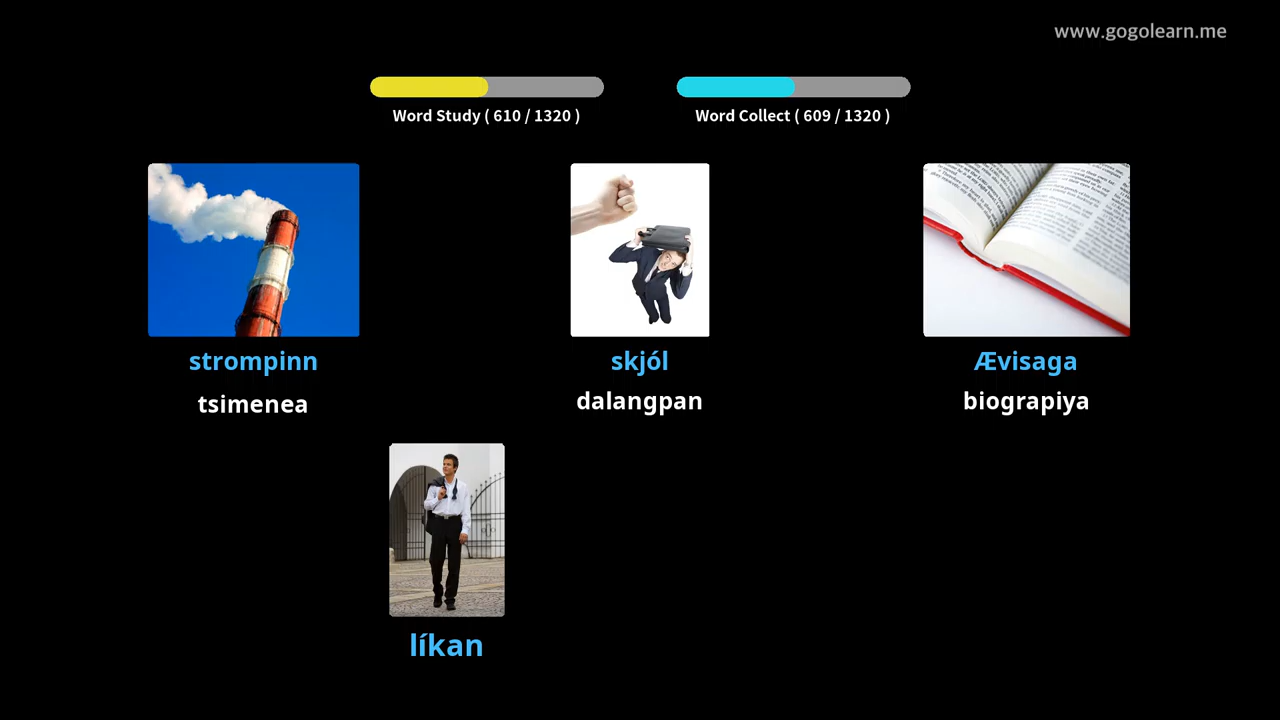 www.gogolearn.me
Word Study ( 610 / 1320 )
Word Collect ( 609 / 1320 )
strompinn
tsimenea
skjól
dalangpan
Ævisaga
biograpiya
líkan